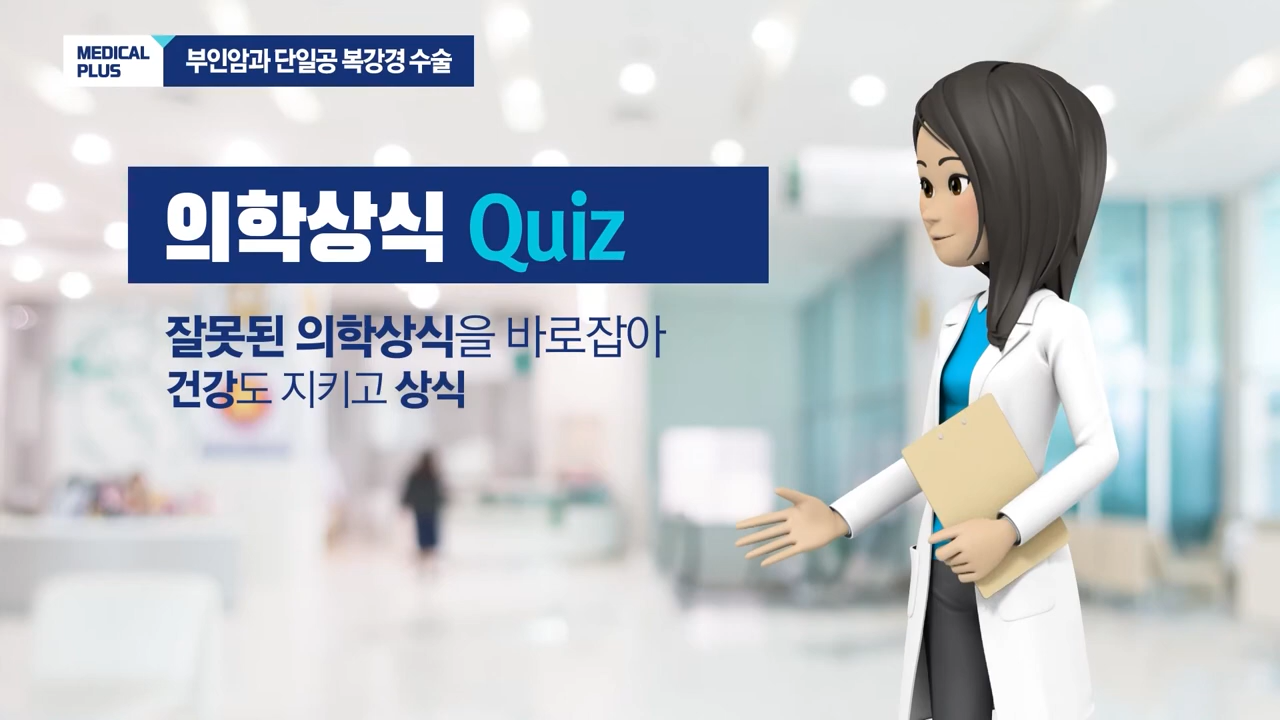 MEDICAL
PLUS
부인암과 단일공 복강경 수술
의학상식 Quiz
잘못된 의학상식을 바로잡아
건강도 지키고 상식